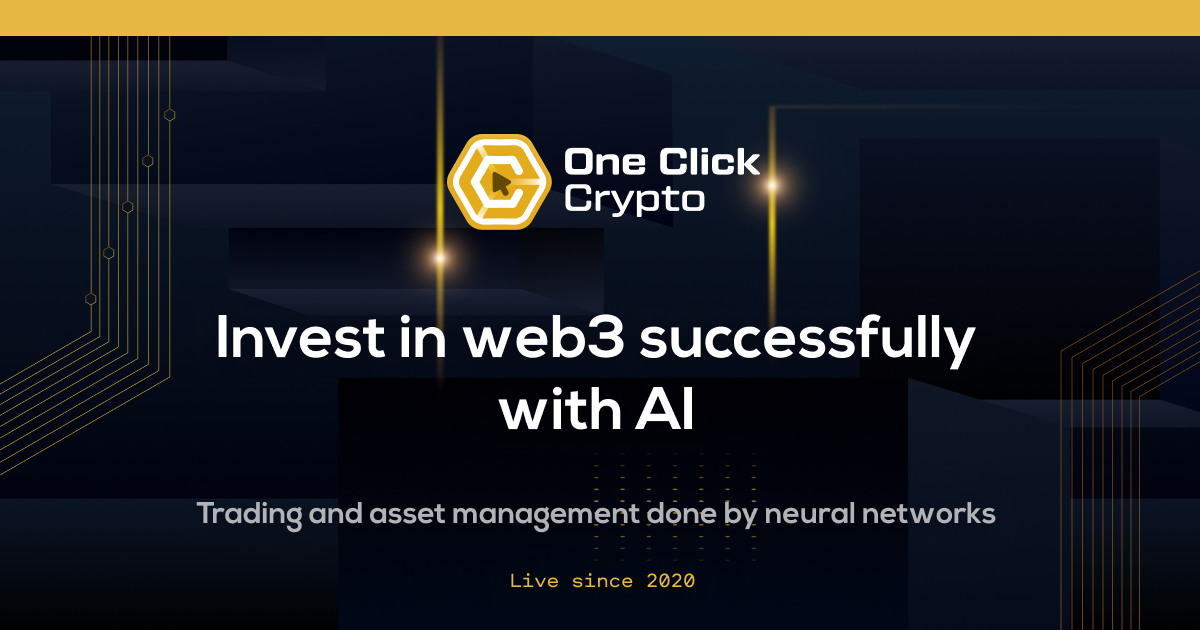 One Click
Crypto
Invest in web3 successfully
with AI
Trading and asset management done by neural networks
Live since 2020